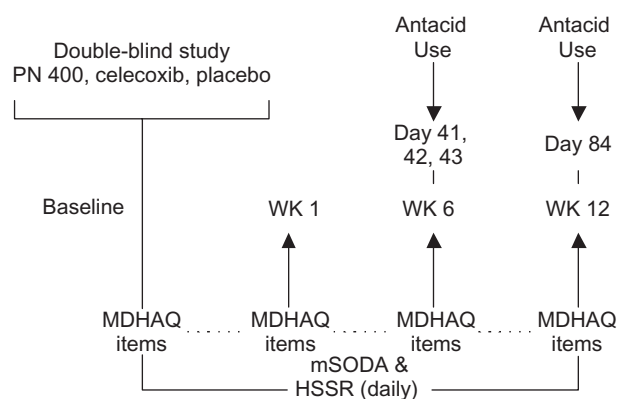 Double-blind study
PN 400, celecoxib, placebo
Antacid
Use
Antacid
Use
Day 41,
42, 43
Day 84
Baseline
WK 1
WK 6
WK 12
MDHAQ
items
MDHAQ
items
MDHAQ
items
MDHAQ
items
mSODA &
HSSR (daily)